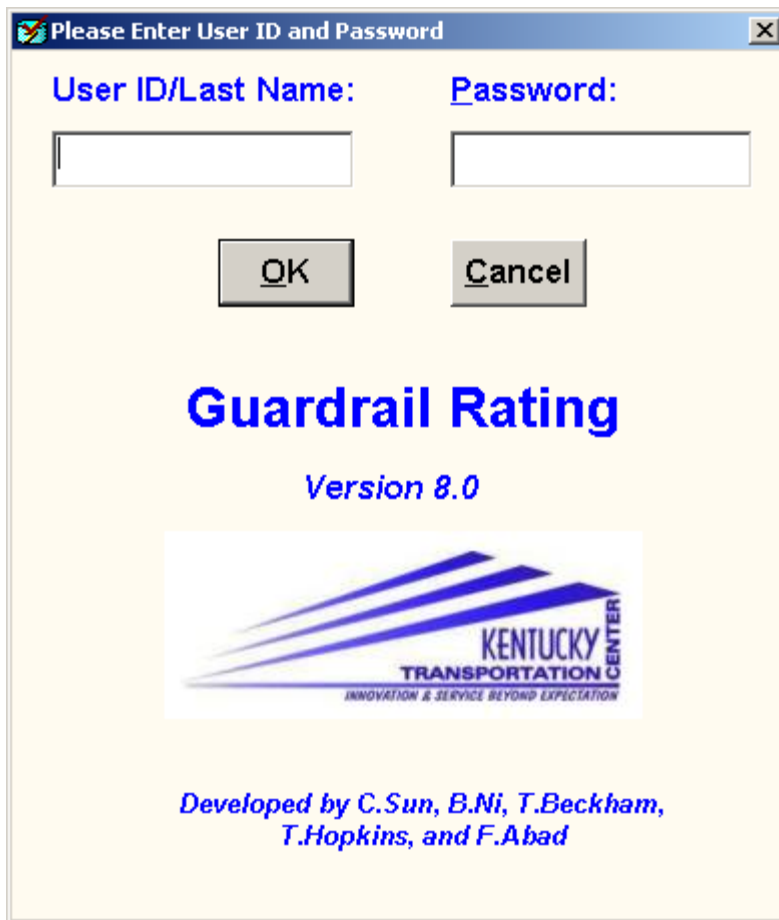 Please Enter User ID and Password
User ID/Last Name: Password:
OK Cancel
Guardrail Rating
Version 8.0
KENTUCKY
TRANSPORTATION
CENTER
INNOVATION & SERVICE BEYOND EXPECTATION
Developed by C.Sun, B.Ni, T.Beckham,
T.Hopkins, and F.Abad